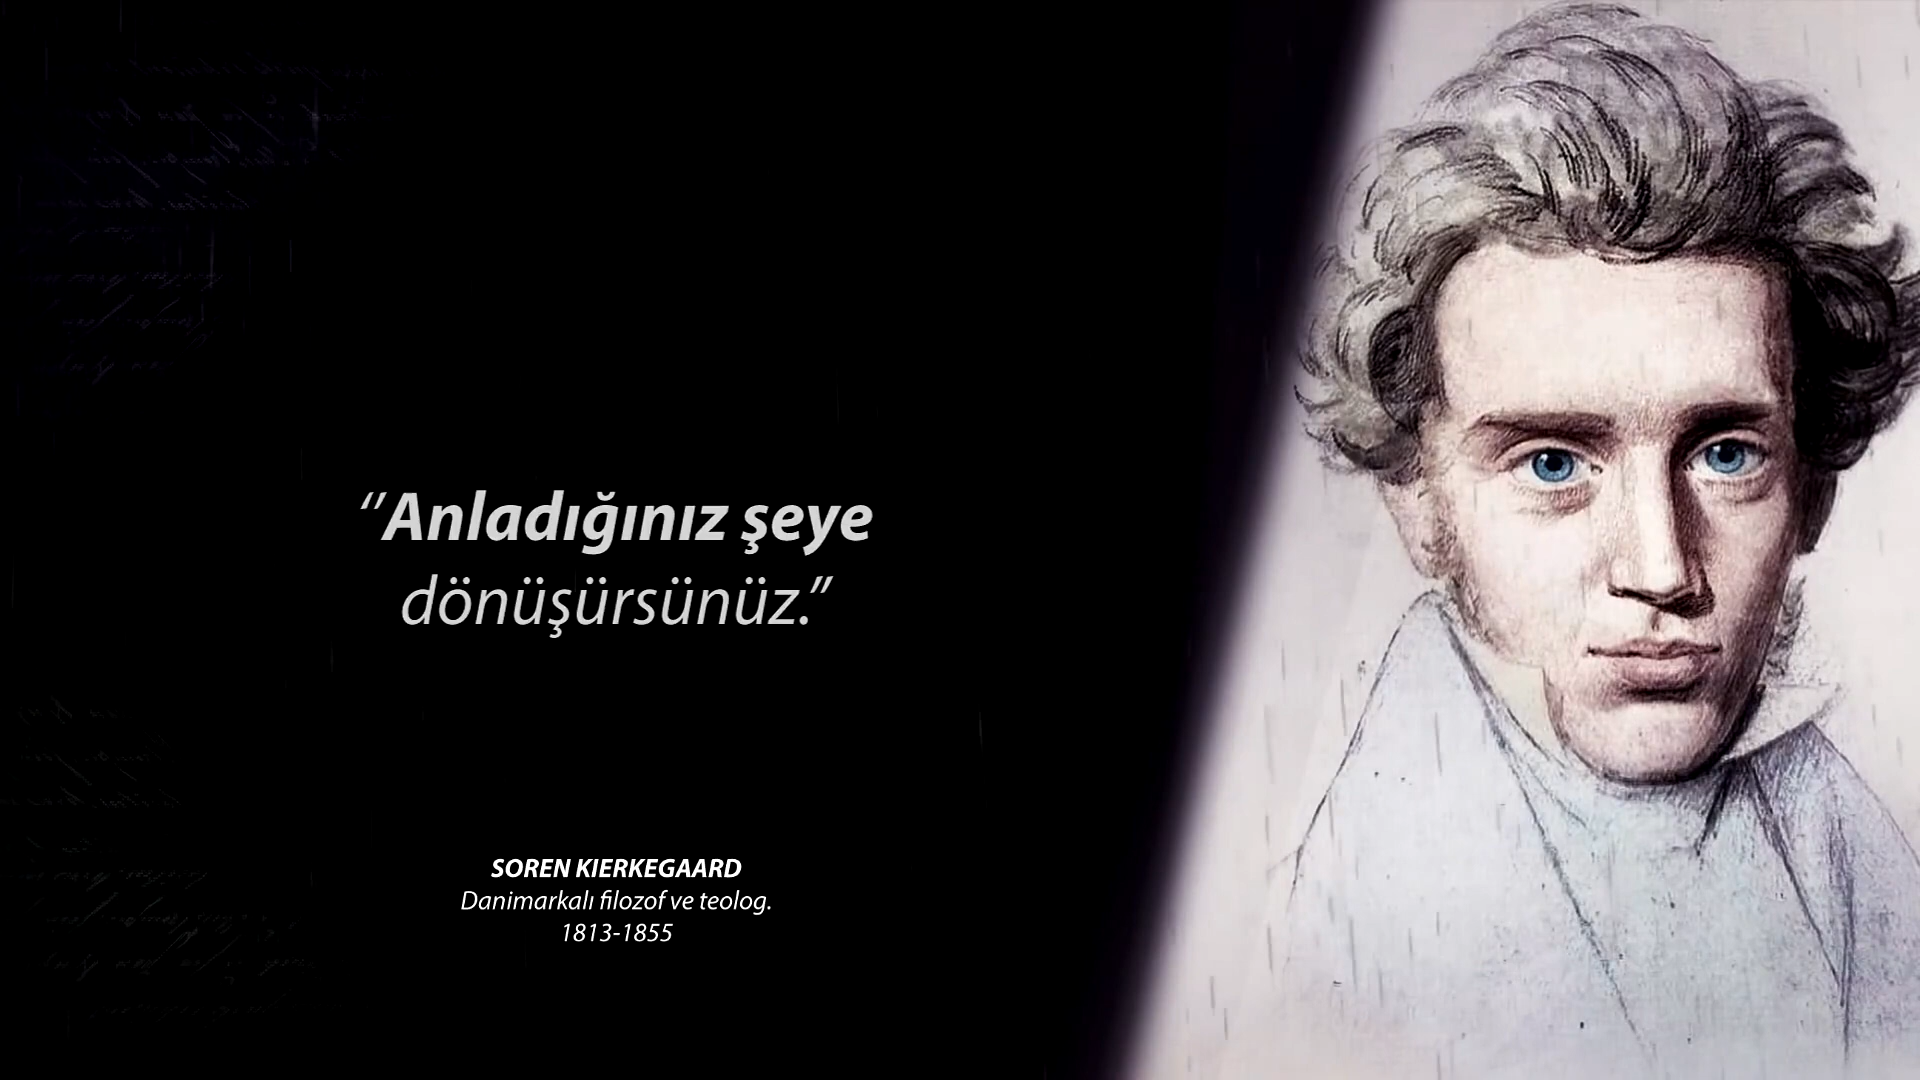 “Anladığınız şeye
dönüşürsünüz.”
SOREN KIERKEGAARD
Danimarkalı filozof ve teolog.
1813-1855